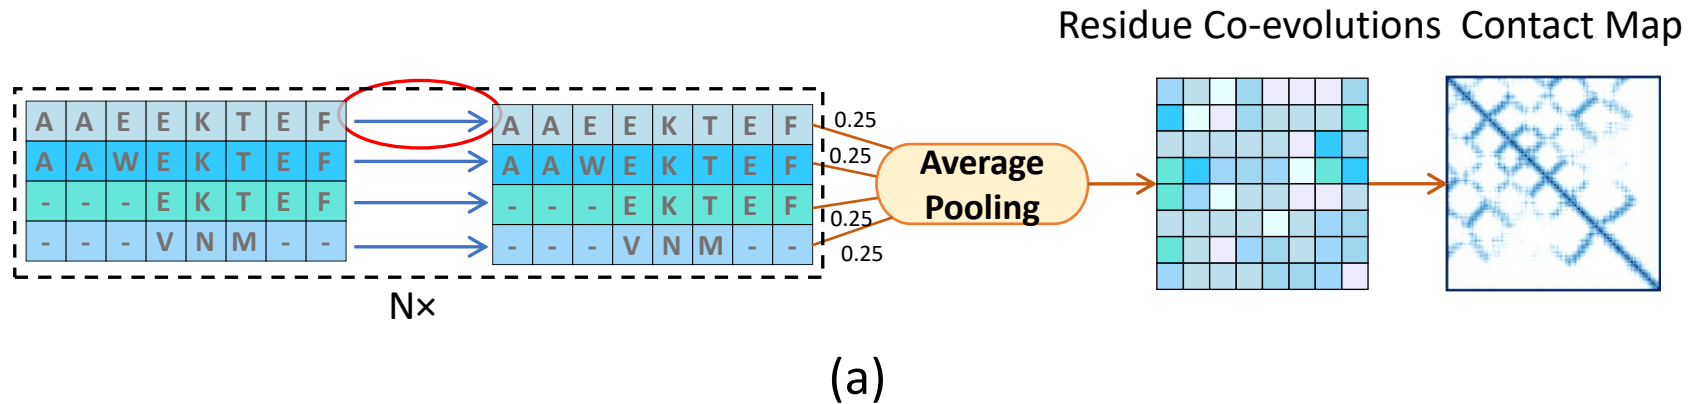 Residue Co-evolutions Contact Map
A A E E K T E F
A A W E K T E F
- - - E K T E F
- - - V N M - -
N×
A A E E K T E F
A A W E K T E F
- - - E K T E F
- - - V N M - -
0.25
0.25
0.25
0.25
Average
Pooling
(a)